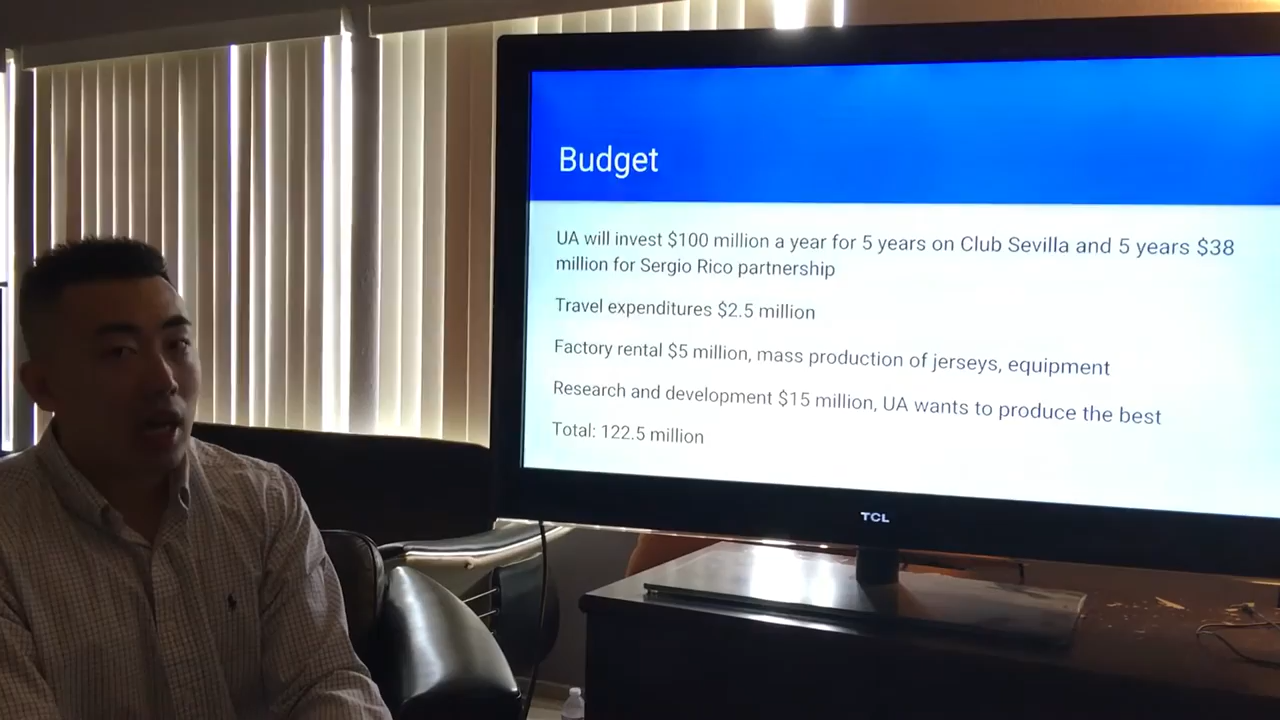 Budget
UA will invest $100 million a year for 5 years on Club Sevilla and 5 years $38
million for Sergio Rico partnership
Travel expenditures $2.5 million
Factory rental $5 million, mass production of jerseys, equipment
Research and development $15 million, UA wants to produce the best
Total: 122.5 million
TCL